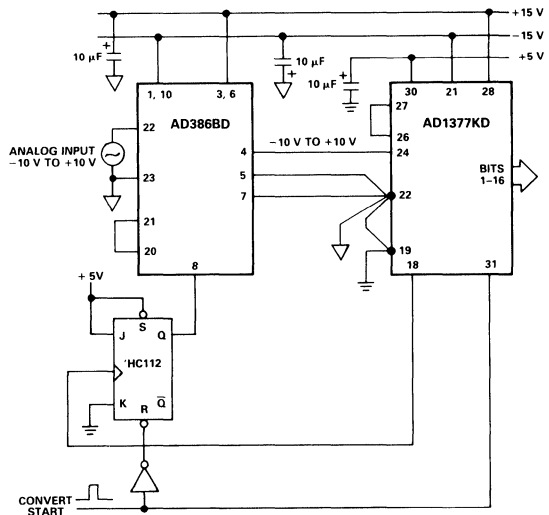 +15 V
−15 V
+5 V
10 µF
+
10 µF
+
10 µF
+
1, 10
3, 6
AD386BD
22
23
21
20
4
5
7
8
ANALOG INPUT
−10 V TO +10 V
−10 V TO +10 V
30
21
28
27
26
AD1377KD
24
22
19
18
31
BITS
1–16
+ 5V
S
J
Q
'HC112
K
R
Q̅
CONVERT
START